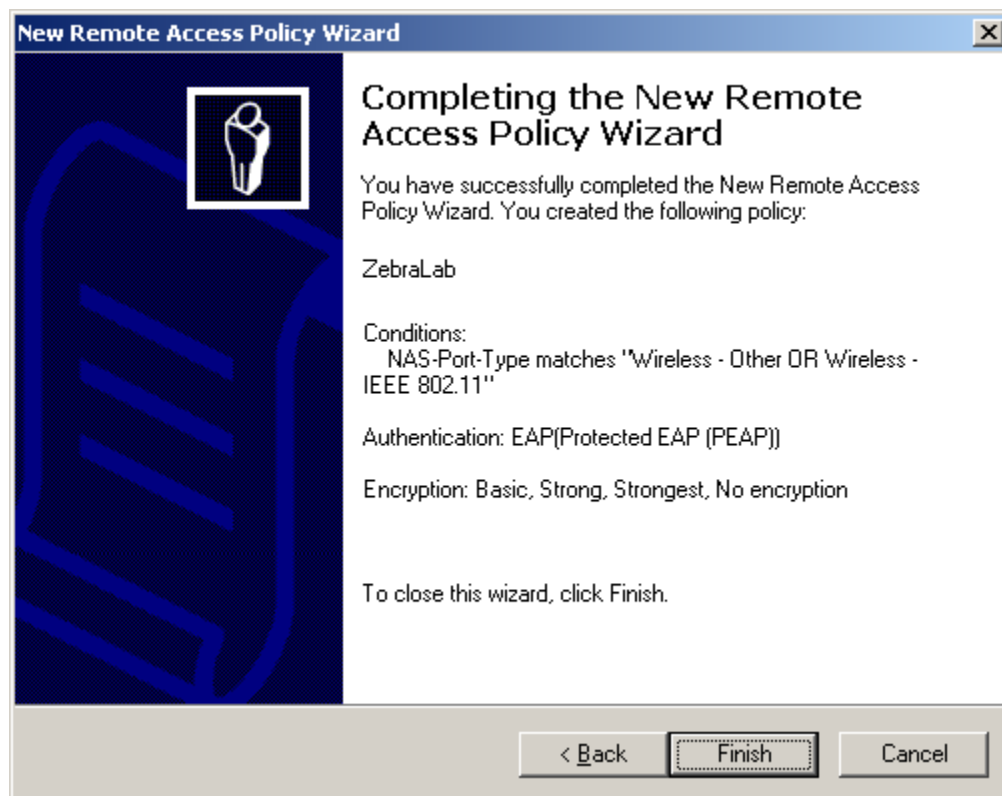 New Remote Access Policy Wizard
Completing the New Remote
Access Policy Wizard
You have successfully completed the New Remote Access
Policy Wizard. You created the following policy:
ZebraLab
Conditions:
NAS-Port-Type matches "Wireless - Other OR Wireless -
IEEE 802.11"
Authentication: EAP(Protected EAP (PEAP))
Encryption: Basic, Strong, Strongest, No encryption
To close this wizard, click Finish.
< Back
Finish
Cancel